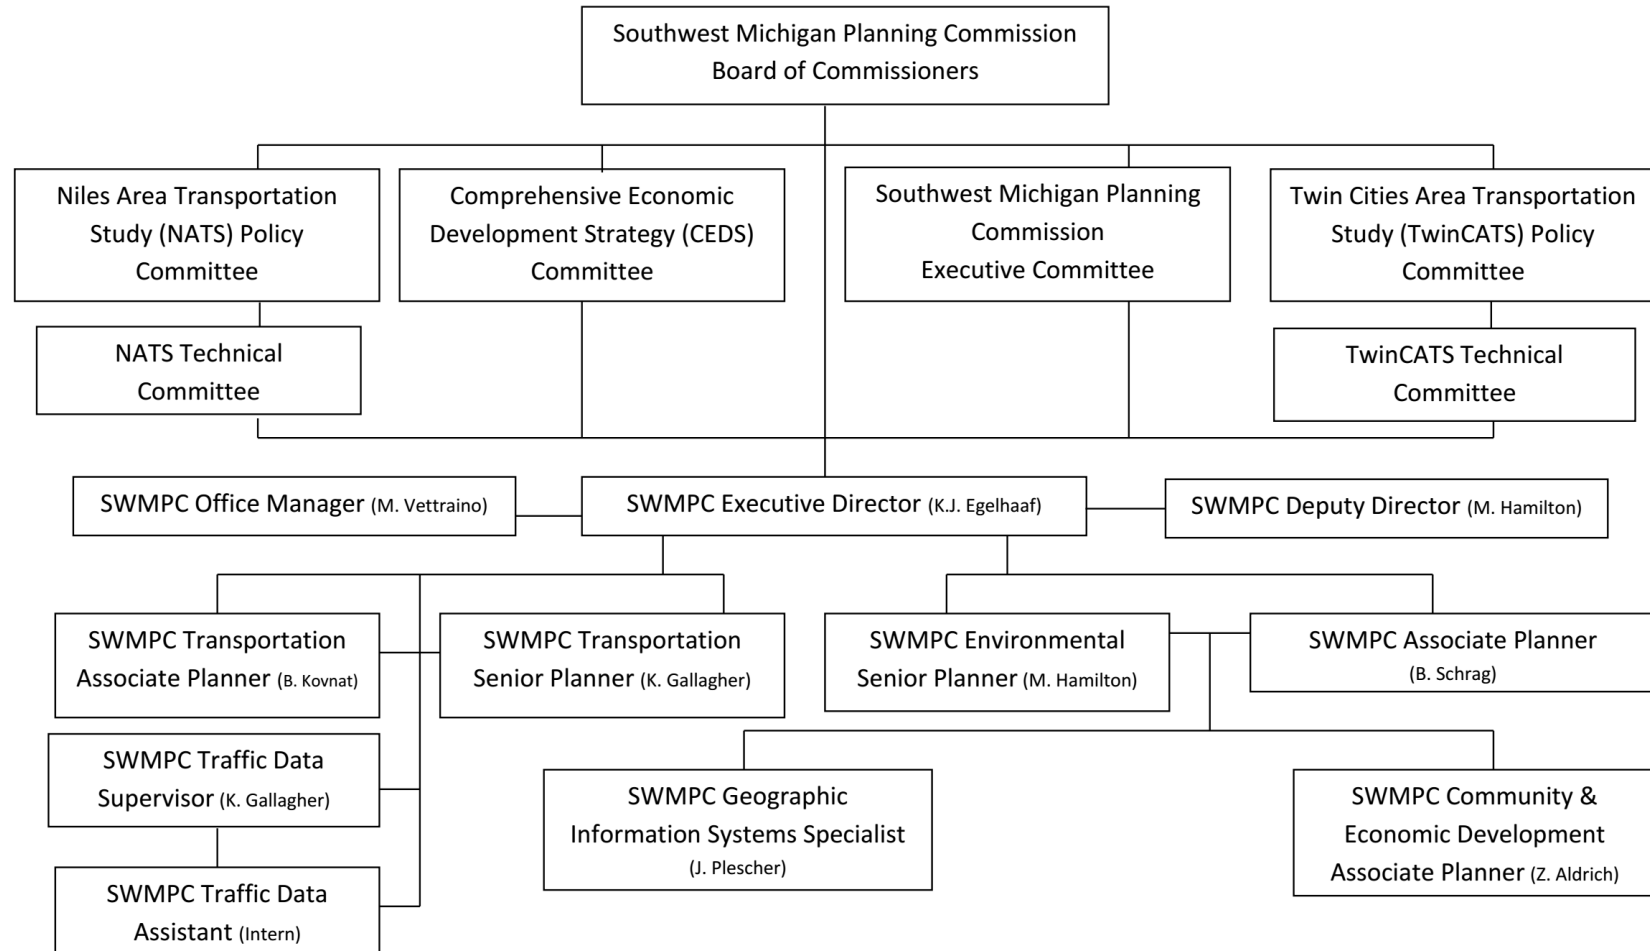 Southwest Michigan Planning Commission
Board of Commissioners
Niles Area Transportation
Study (NATS) Policy
Committee
Comprehensive Economic
Development Strategy (CEDS)
Committee
Southwest Michigan Planning
Commission
Executive Committee
Twin Cities Area Transportation
Study (TwinCATS) Policy
Committee
NATS Technical
Committee
TwinCATS Technical
Committee
SWMPC Office Manager (M. Vettraino)
SWMPC Executive Director (K.J. Egelhaaf)
SWMPC Deputy Director (M. Hamilton)
SWMPC Transportation
Associate Planner (B. Kovnat)
SWMPC Transportation
Senior Planner (K. Gallagher)
SWMPC Environmental
Senior Planner (M. Hamilton)
SWMPC Associate Planner
(B. Schrag)
SWMPC Traffic Data
Supervisor (K. Gallagher)
SWMPC Geographic
Information Systems Specialist
(J. Plescher)
SWMPC Community &
Economic Development
Associate Planner (Z. Aldrich)
SWMPC Traffic Data
Assistant (Intern)